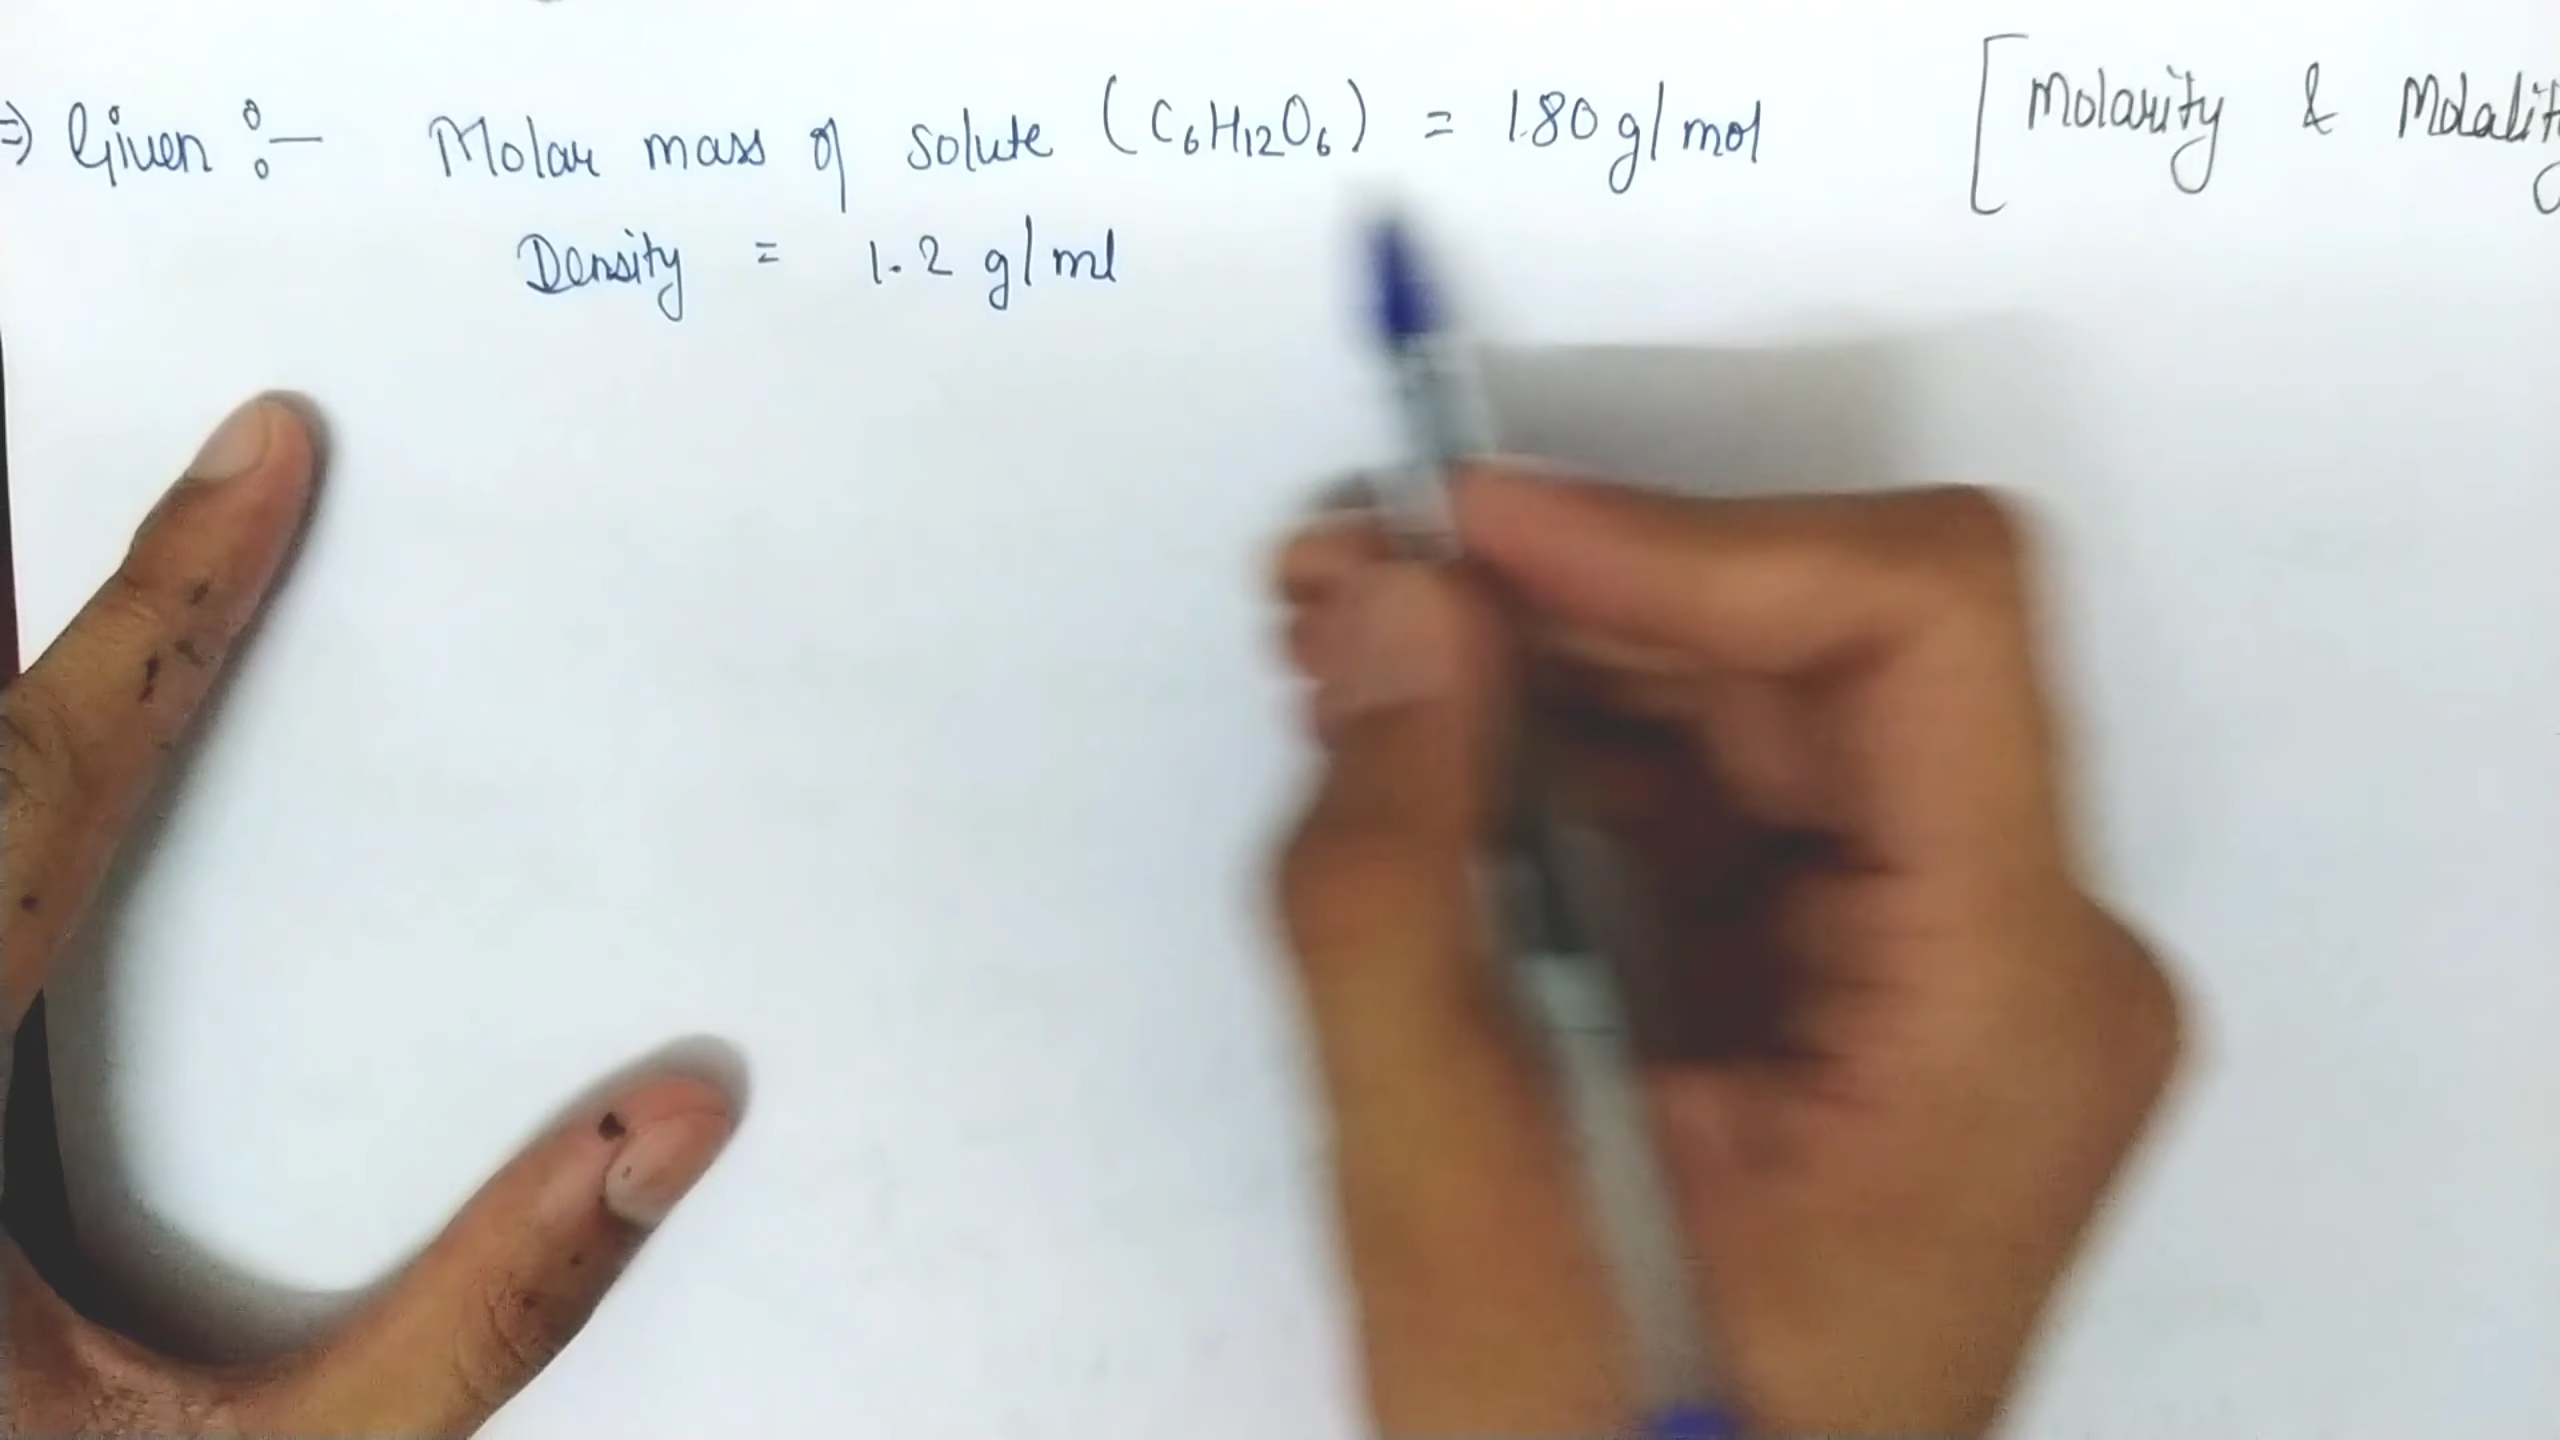 ⇒ Given :- Molar mass of solute (C₆H₁₂O₆) = 180 g/mol [Molarity & Molality
Density = 1.2 g/ml